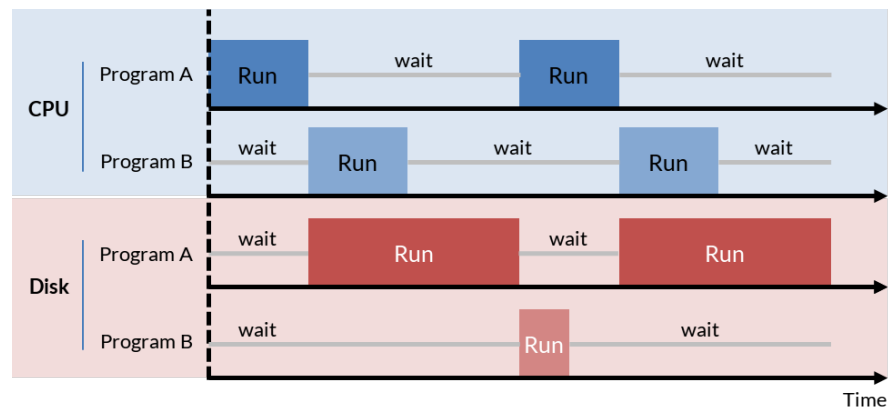 Program A Run wait Run wait
CPU
Program B wait Run wait Run wait
Program A wait Run wait Run
Disk
Program B wait Run wait
Time